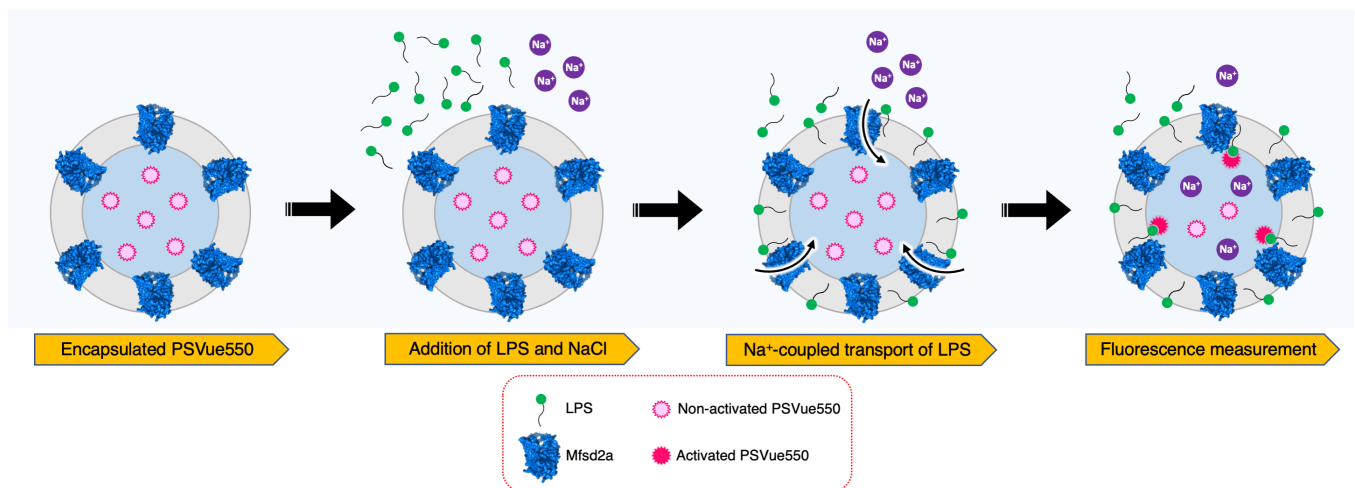 Na⁺
Na⁺
Na⁺
Na⁺
Na⁺
Na⁺
Na⁺
Na⁺
Na⁺
Na⁺
Na⁺
Na⁺
Encapsulated PSVue550
Addition of LPS and NaCl
Na⁺-coupled transport of LPS
Fluorescence measurement
LPS
Non-activated PSVue550
Mfsd2a
Activated PSVue550